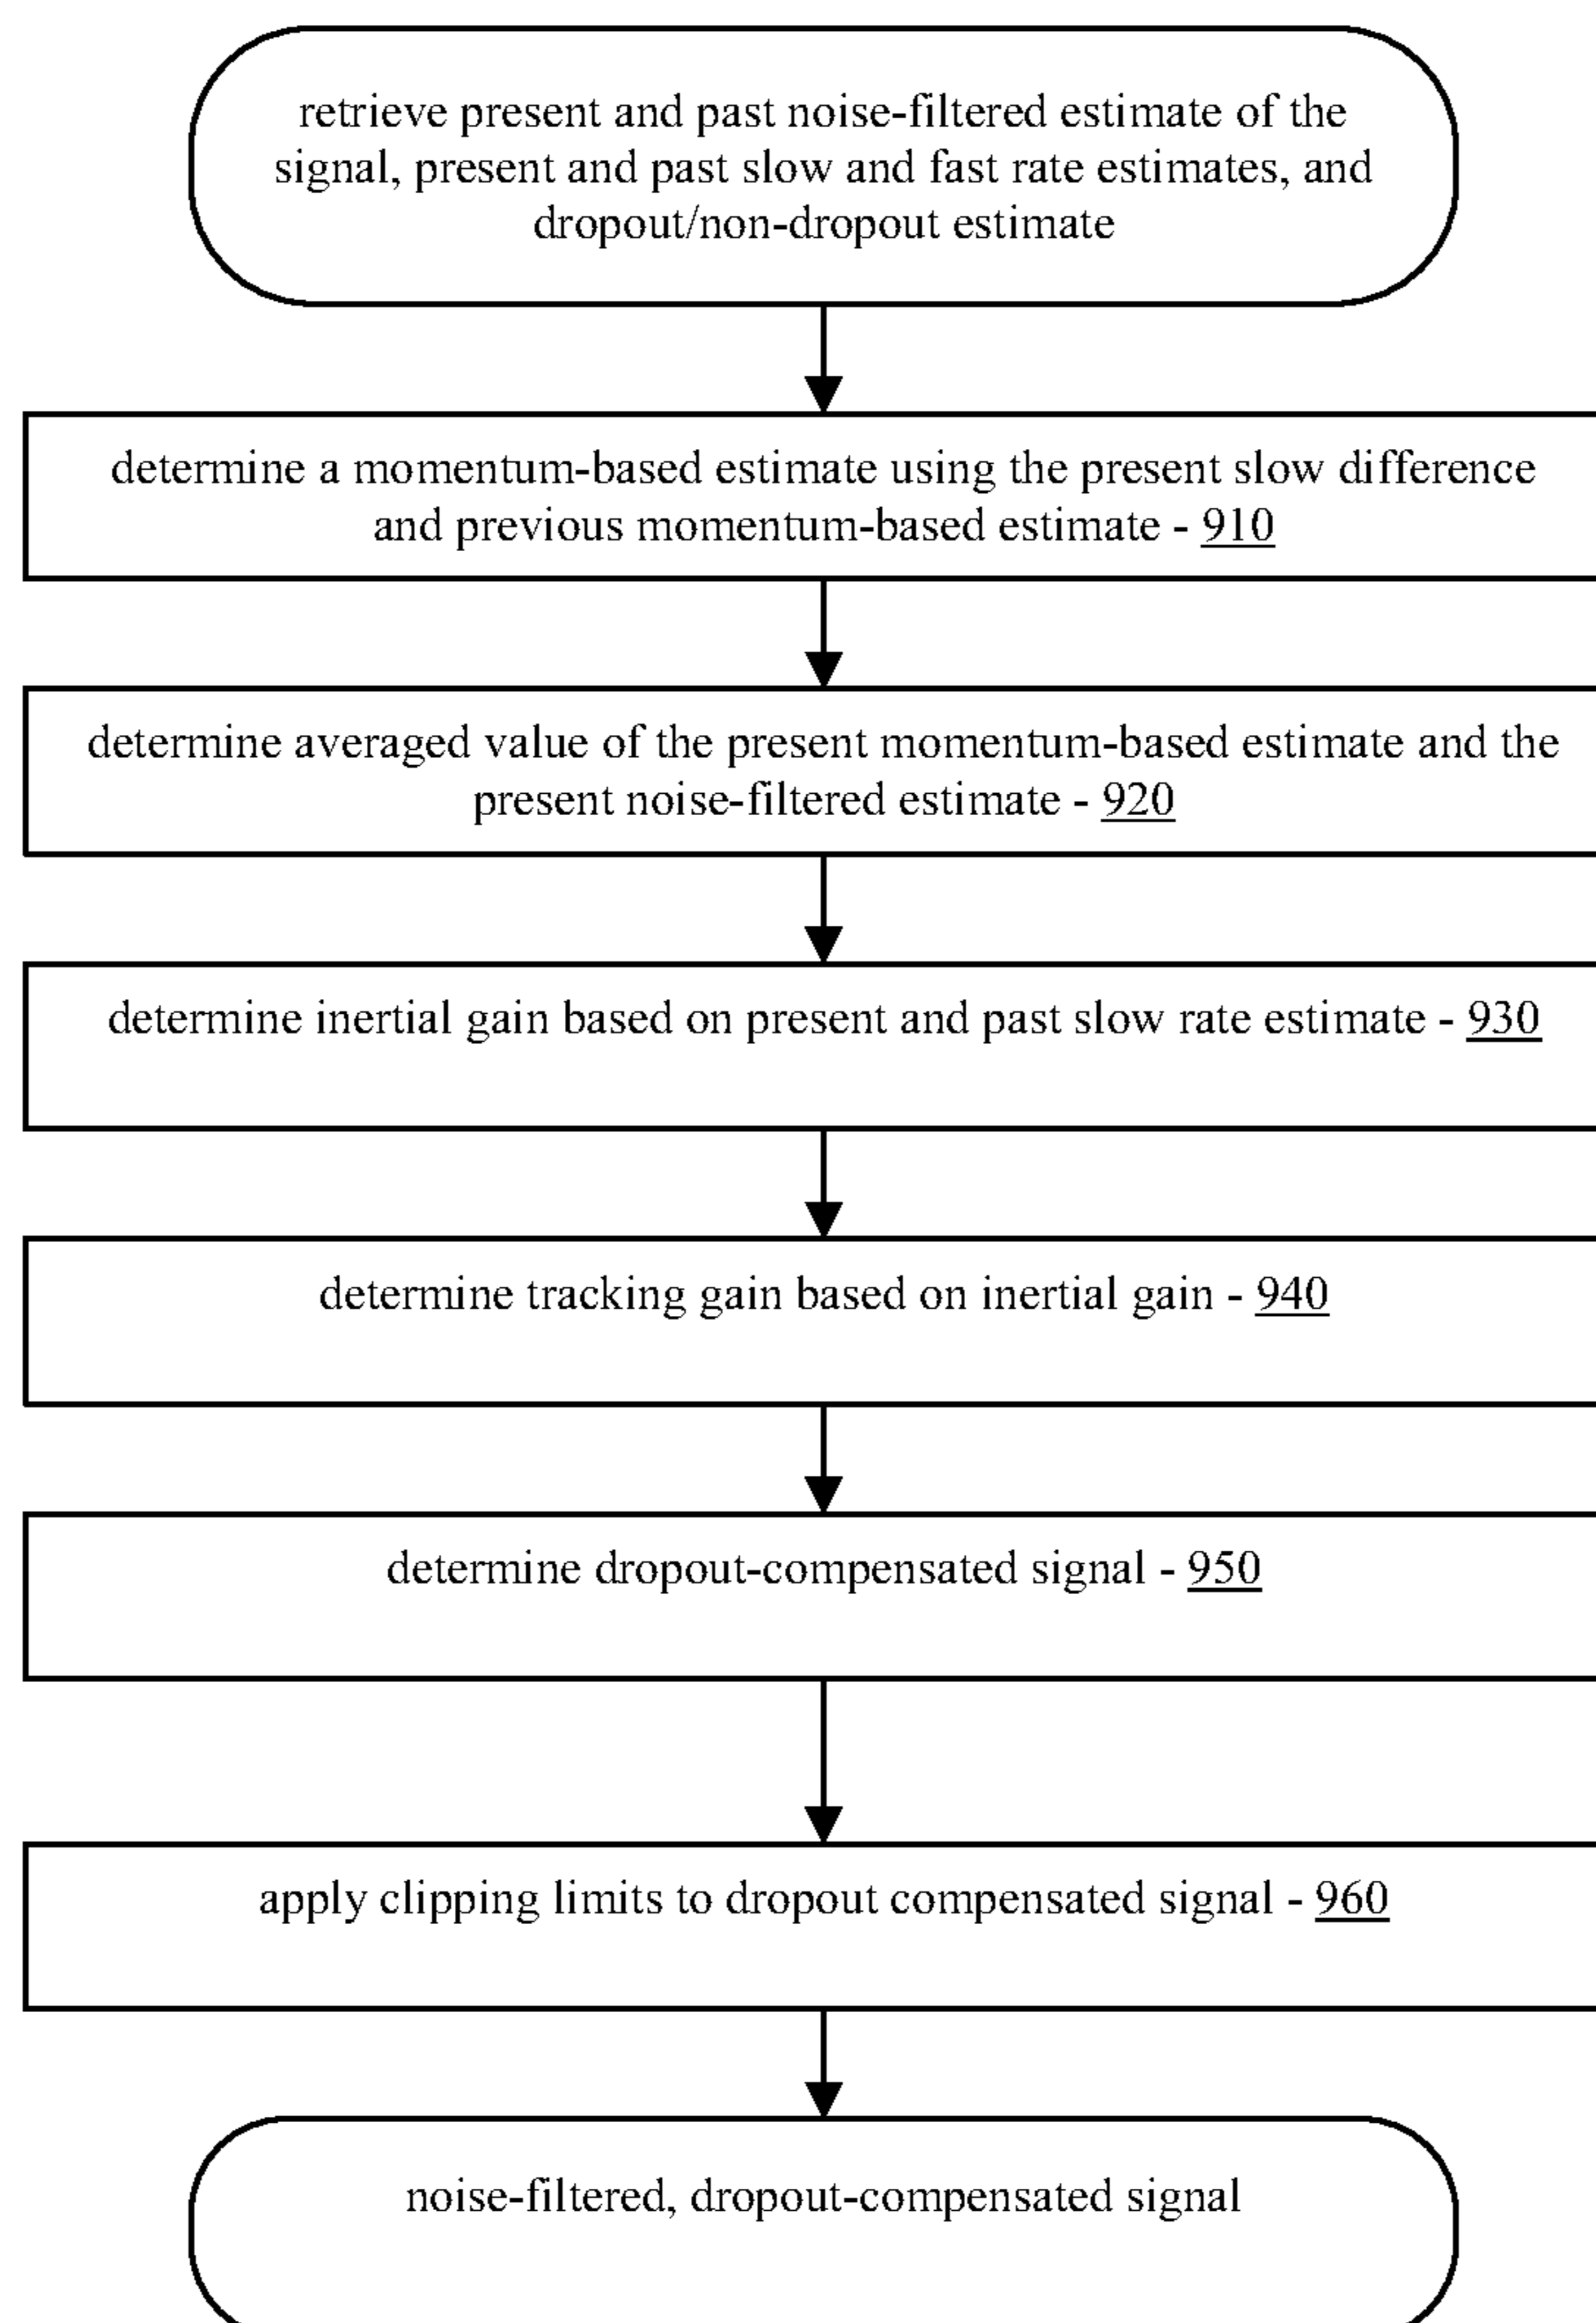 retrieve present and past noise-filtered estimate of the
signal, present and past slow and fast rate estimates, and
dropout/non-dropout estimate
determine a momentum-based estimate using the present slow difference
and previous momentum-based estimate - 910
determine averaged value of the present momentum-based estimate and the
present noise-filtered estimate - 920
determine inertial gain based on present and past slow rate estimate - 930
determine tracking gain based on inertial gain - 940
determine dropout-compensated signal - 950
apply clipping limits to dropout compensated signal - 960
noise-filtered, dropout-compensated signal